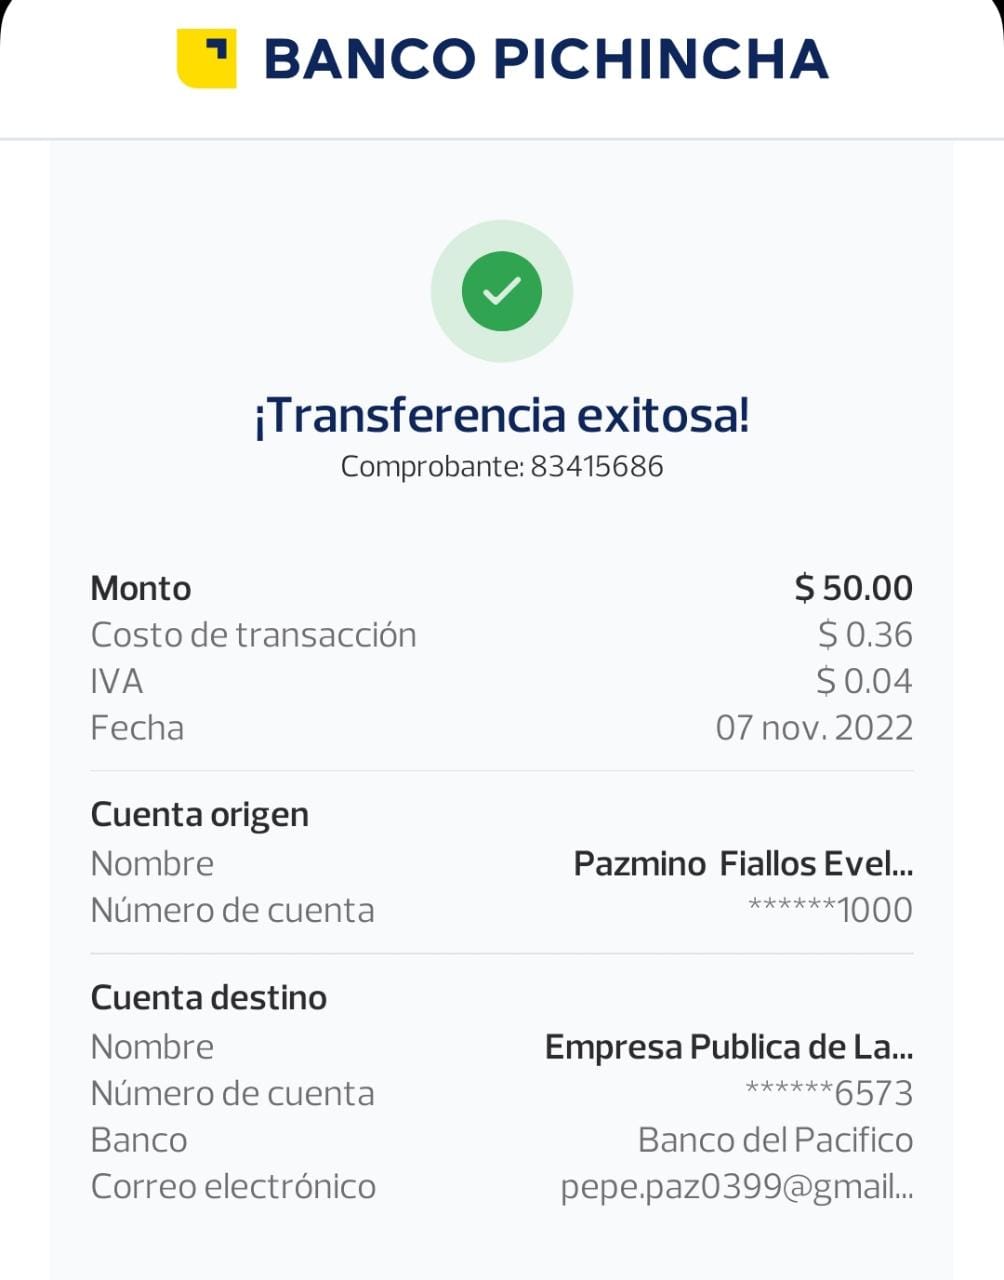 BANCO PICHINCHA
¡Transferencia exitosa!
Comprobante: 83415686
Monto $ 50.00
Costo de transacción $ 0.36
IVA $ 0.04
Fecha 07 nov. 2022
Cuenta origen
Nombre Pazmino Fiallos Evel...
Número de cuenta ******1000
Cuenta destino
Nombre Empresa Publica de La...
Número de cuenta ******6573
Banco Banco del Pacifico
Correo electrónico pepe.paz0399@gmail...